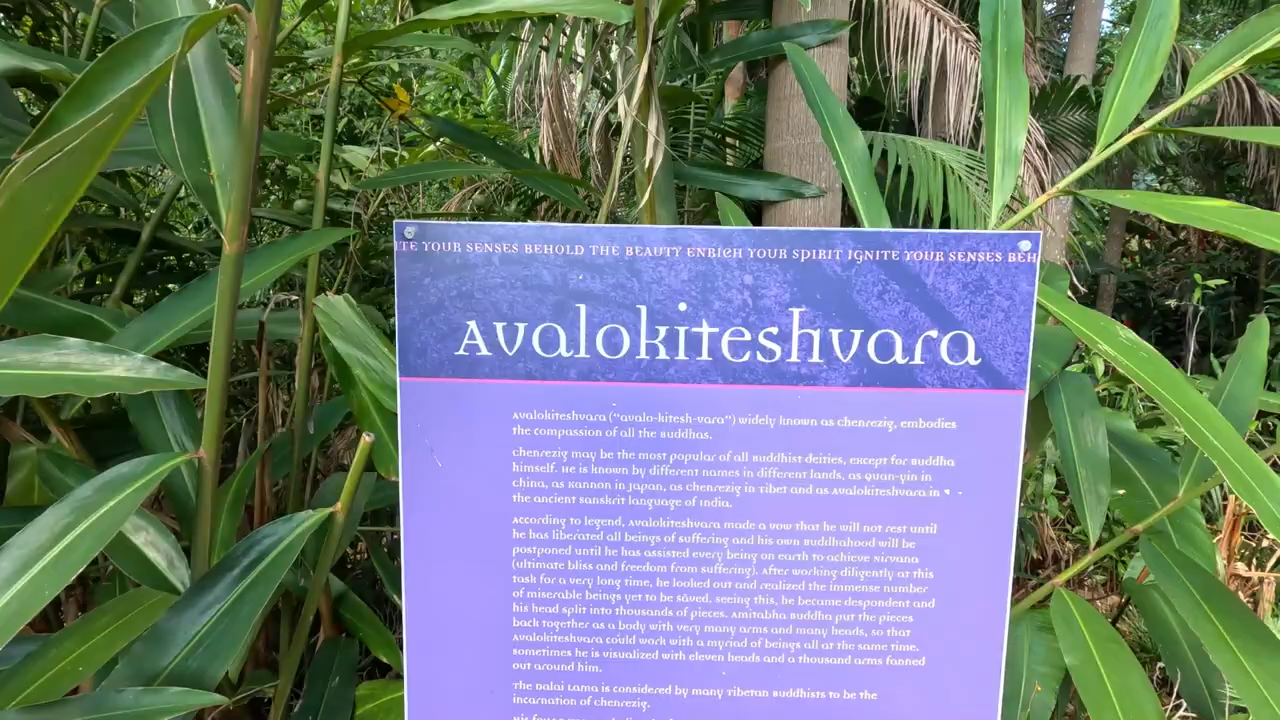 ITE YOUR SENSES BEHOLD THE BEAUTY ENRICH YOUR SPIRIT IGNITE YOUR SENSES BEH
Avalokiteshvara
Avalokiteshvara ("avalo-kitesh-vara") widely known as Chenrezig, embodies
the compassion of all the Buddhas.
Chenrezig may be the most popular of all Buddhist deities, except for Buddha
himself. He is known by different names in different lands, as Quan-yin in
China, as Kannon in Japan, as Chenrezig in Tibet and as Avalokiteshvara in
the ancient Sanskrit language of India.
According to legend, Avalokiteshvara made a vow that he will not rest until
he has liberated all beings of suffering and his own Buddhahood will be
postponed until he has assisted every being on earth to achieve Nirvana
(ultimate bliss and freedom from suffering). After working diligently at this
task for a very long time, he looked out and realized the immense number
of miserable beings yet to be saved. Seeing this, he became despondent and
his head split into thousands of pieces. Amitabha Buddha put the pieces
back together as a body with very many arms and many heads, so that
Avalokiteshvara could work with a myriad of beings all at the same time.
Sometimes he is visualized with eleven heads and a thousand arms fanned
out around him.
The Dalai Lama is considered by many Tibetan Buddhists to be the
incarnation of Chenrezig.